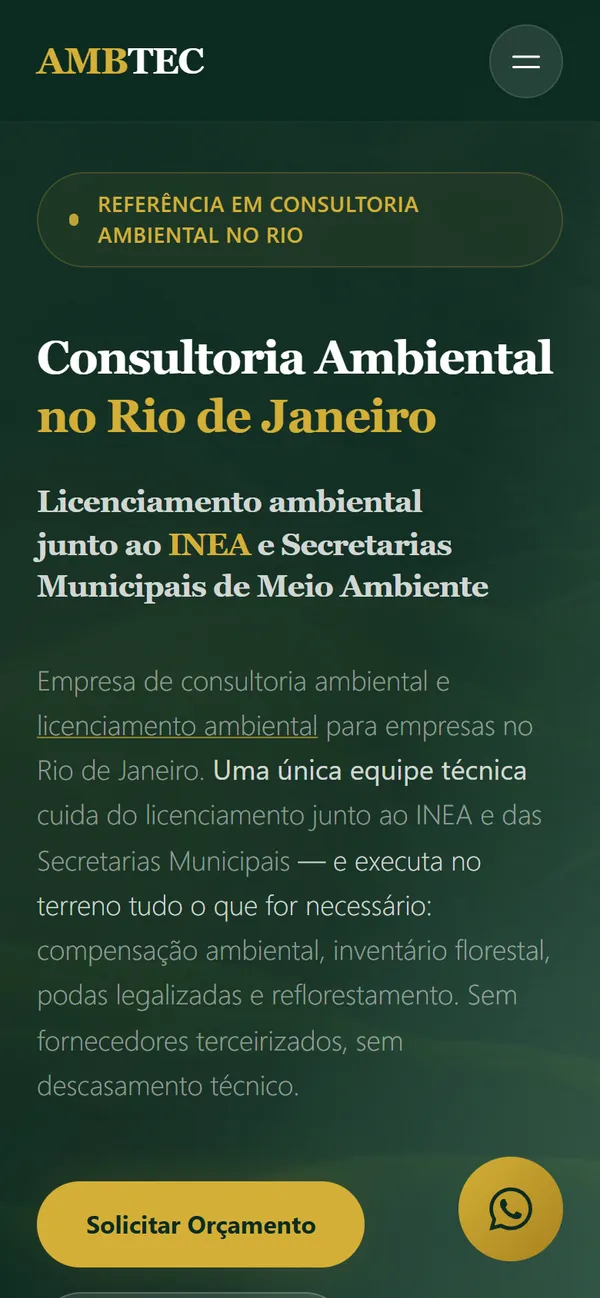 AMBTEC
REFERÊNCIA EM CONSULTORIA
AMBIENTAL NO RIO
Consultoria Ambiental
no Rio de Janeiro
Licenciamento ambiental
junto ao INEA e Secretarias
Municipais de Meio Ambiente
Empresa de consultoria ambiental e
licenciamento ambiental para empresas no
Rio de Janeiro. Uma única equipe técnica
cuida do licenciamento junto ao INEA e das
Secretarias Municipais — e executa no
terreno tudo o que for necessário:
compensação ambiental, inventário florestal,
podas legalizadas e reflorestamento. Sem
fornecedores terceirizados, sem
descasamento técnico.
Solicitar Orçamento